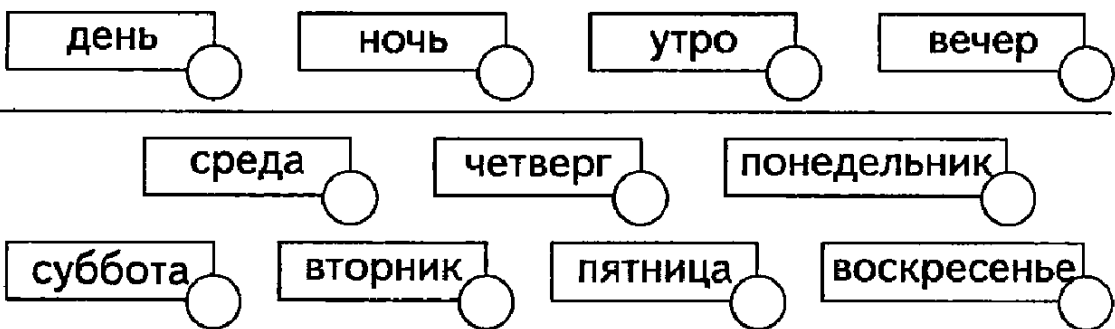 день ночь утро вечер
среда четверг понедельник
суббота вторник пятница воскресенье